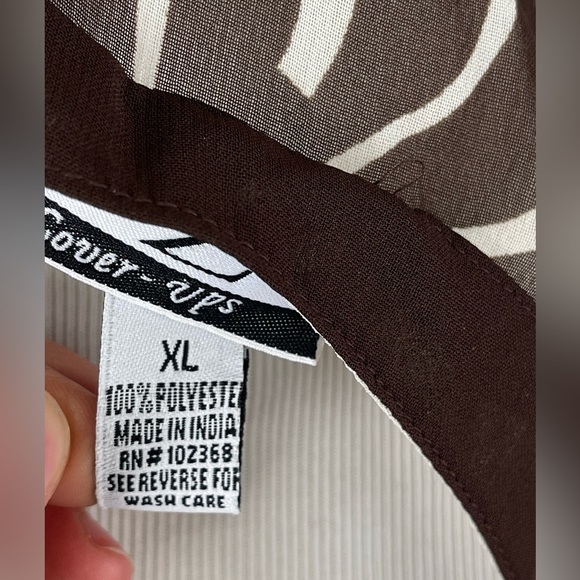 Cover-Ups
XL
100% POLYESTE
MADE IN INDIA
RN # 102368
SEE REVERSE FOR
WASH CARE